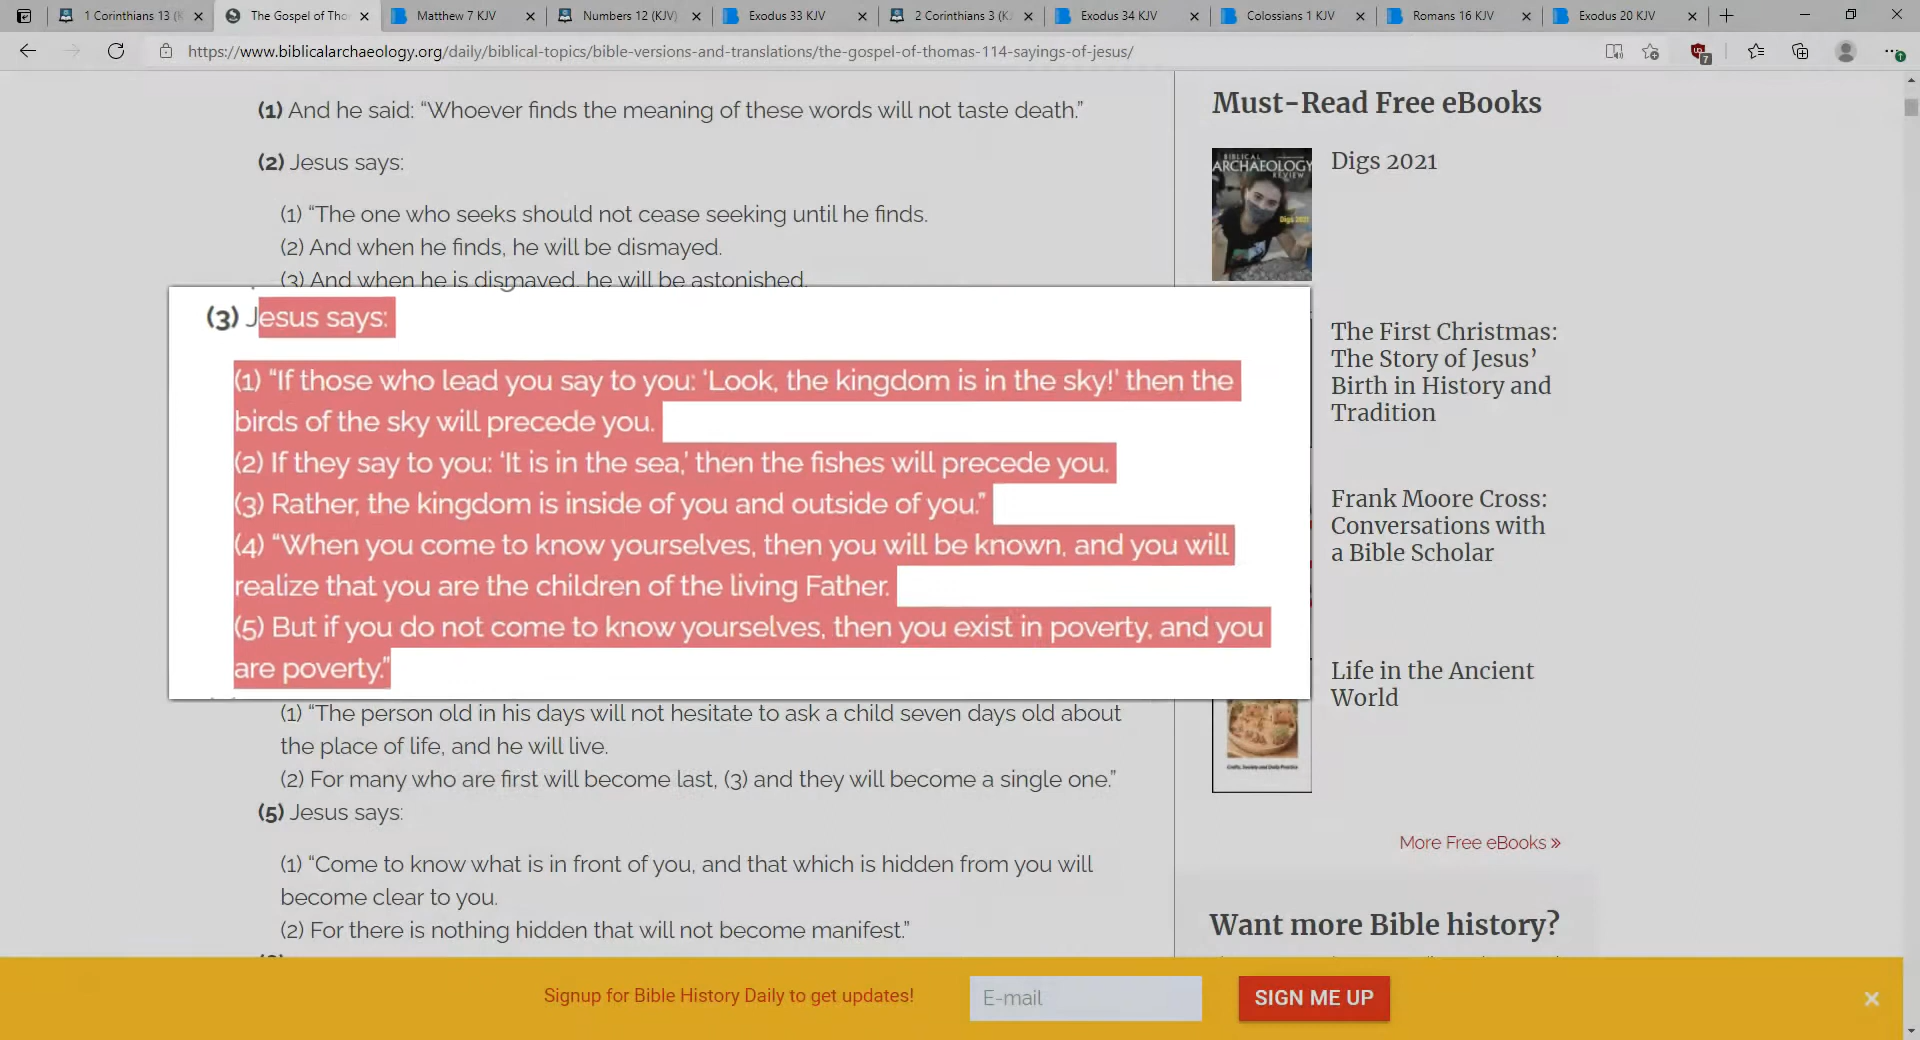 1 Corinthians 13 (K
The Gospel of Tho
Matthew 7 KJV
Numbers 12 (KJV)
Exodus 33 KJV
2 Corinthians 3 (K
Exodus 34 KJV
Colossians 1 KJV
Romans 16 KJV
Exodus 20 KJV
https://www.biblicalarchaeology.org/daily/biblical-topics/bible-versions-and-translations/the-gospel-of-thomas-114-sayings-of-jesus/
7
(1) And he said: “Whoever finds the meaning of these words will not taste death.”
(2) Jesus says:
(1) “The one who seeks should not cease seeking until he finds.
(2) And when he finds, he will be dismayed.
(3) And when he is dismayed, he will be astonished.
(3) Jesus says:
(1) “If those who lead you say to you: ‘Look, the kingdom is in the sky!’ then the
birds of the sky will precede you.
(2) If they say to you: ‘It is in the sea,’ then the fishes will precede you.
(3) Rather, the kingdom is inside of you and outside of you.”
(4) “When you come to know yourselves, then you will be known, and you will
realize that you are the children of the living Father.
(5) But if you do not come to know yourselves, then you exist in poverty, and you
are poverty.”
(1) “The person old in his days will not hesitate to ask a child seven days old about
the place of life, and he will live.
(2) For many who are first will become last, (3) and they will become a single one.”
(5) Jesus says:
(1) “Come to know what is in front of you, and that which is hidden from you will
become clear to you.
(2) For there is nothing hidden that will not become manifest.”
Must-Read Free eBooks
BIBLICAL
ARCHAEOLOGY
REVIEW
Digs 2021
Digs 2021
The First Christmas:
The Story of Jesus’
Birth in History and
Tradition
Frank Moore Cross:
Conversations with
a Bible Scholar
Life in the Ancient
World
Crafts, Society and Daily Practice
More Free eBooks »
Want more Bible history?
Signup for Bible History Daily to get updates!
E-mail
SIGN ME UP